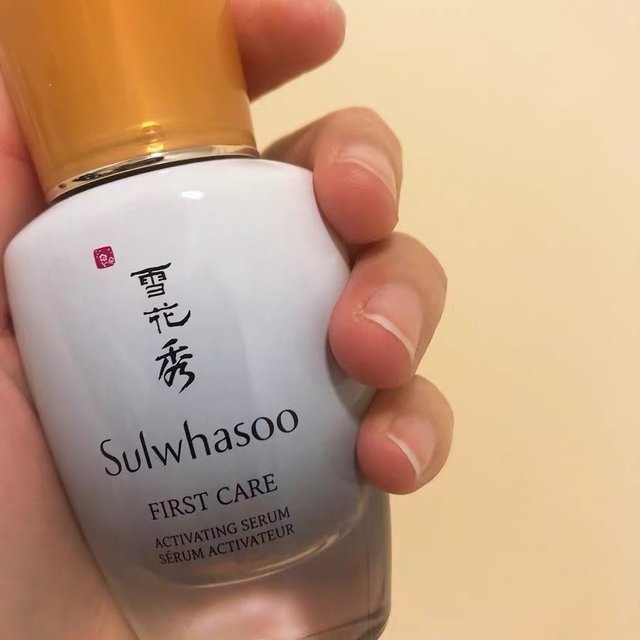 雪花秀
Sulwhasoo
FIRST CARE
ACTIVATING SERUM
SÉRUM ACTIVATEUR